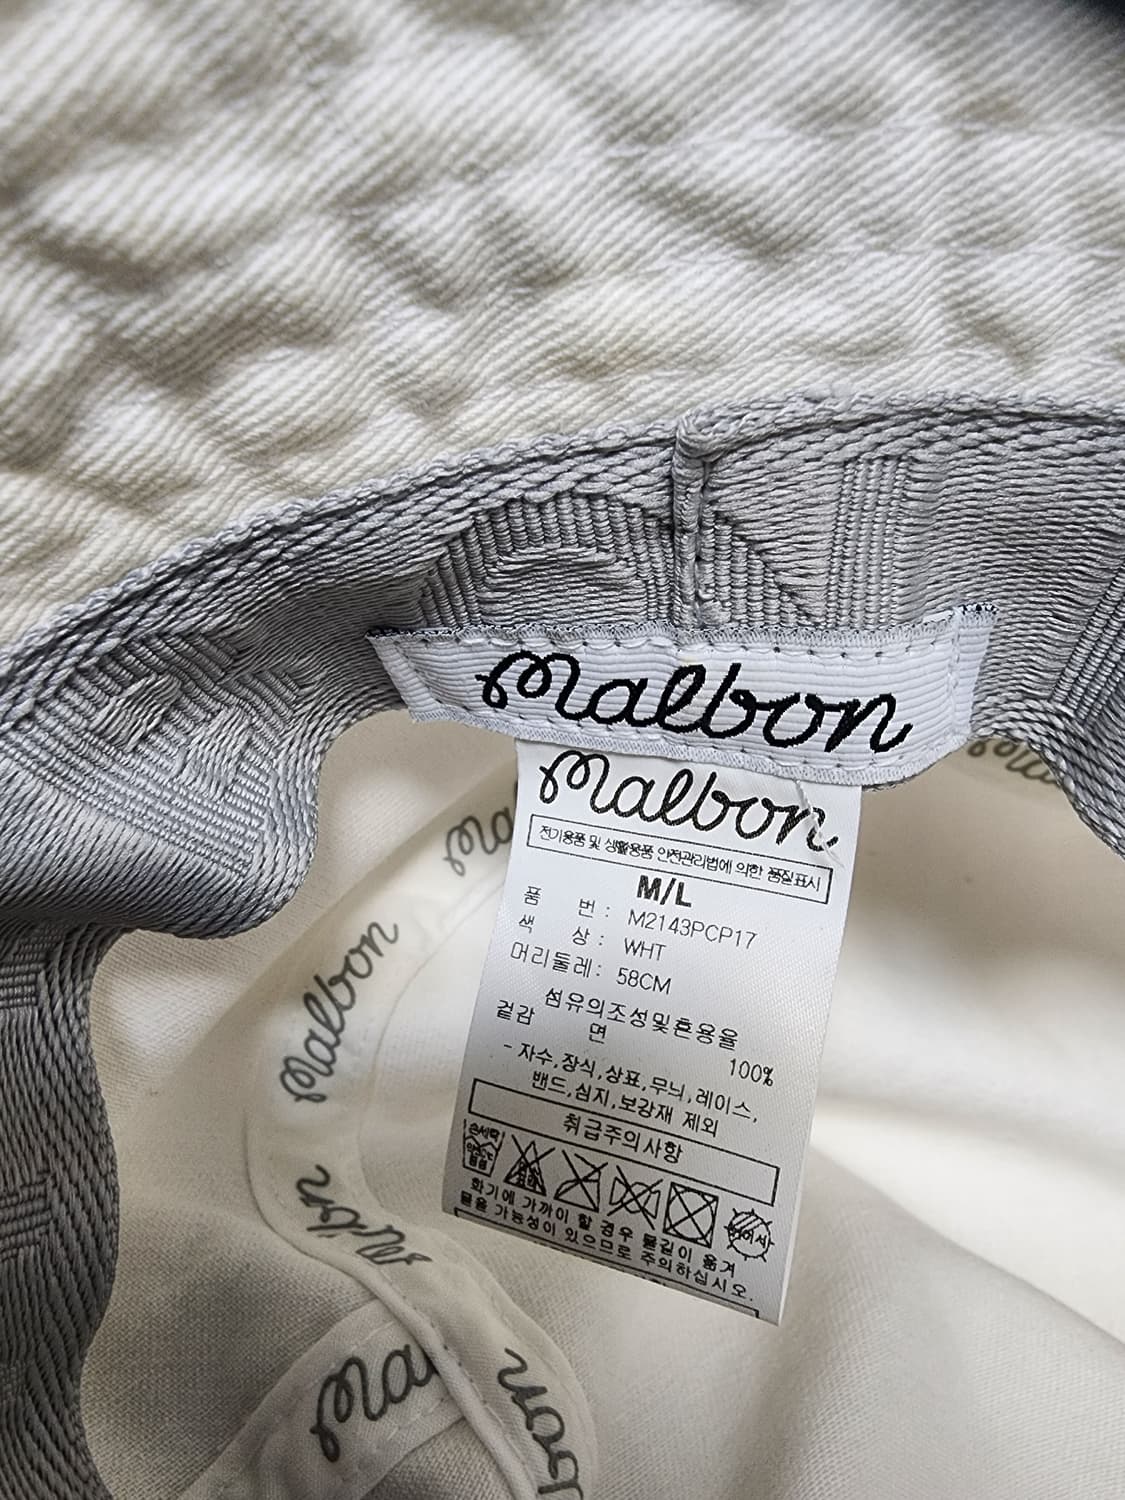 Malbon
Malbon
전기용품 및 생활용품 안전관리법에 의한 품질표시
M/L
품 번 : M2143PCP17
색 상 : WHT
머리둘레 : 58CM
섬유의조성및혼용율
겉감 면 100%
- 자수,장식,상표,무늬,레이스,
밴드,심지,보강재 제외
취급주의사항
화기에 가까이 할 경우 불길이 옮겨
붙을 가능성이 있으므로 주의하십시오.
Ma
Malbon
Malbon
Mal
lbon
Ma